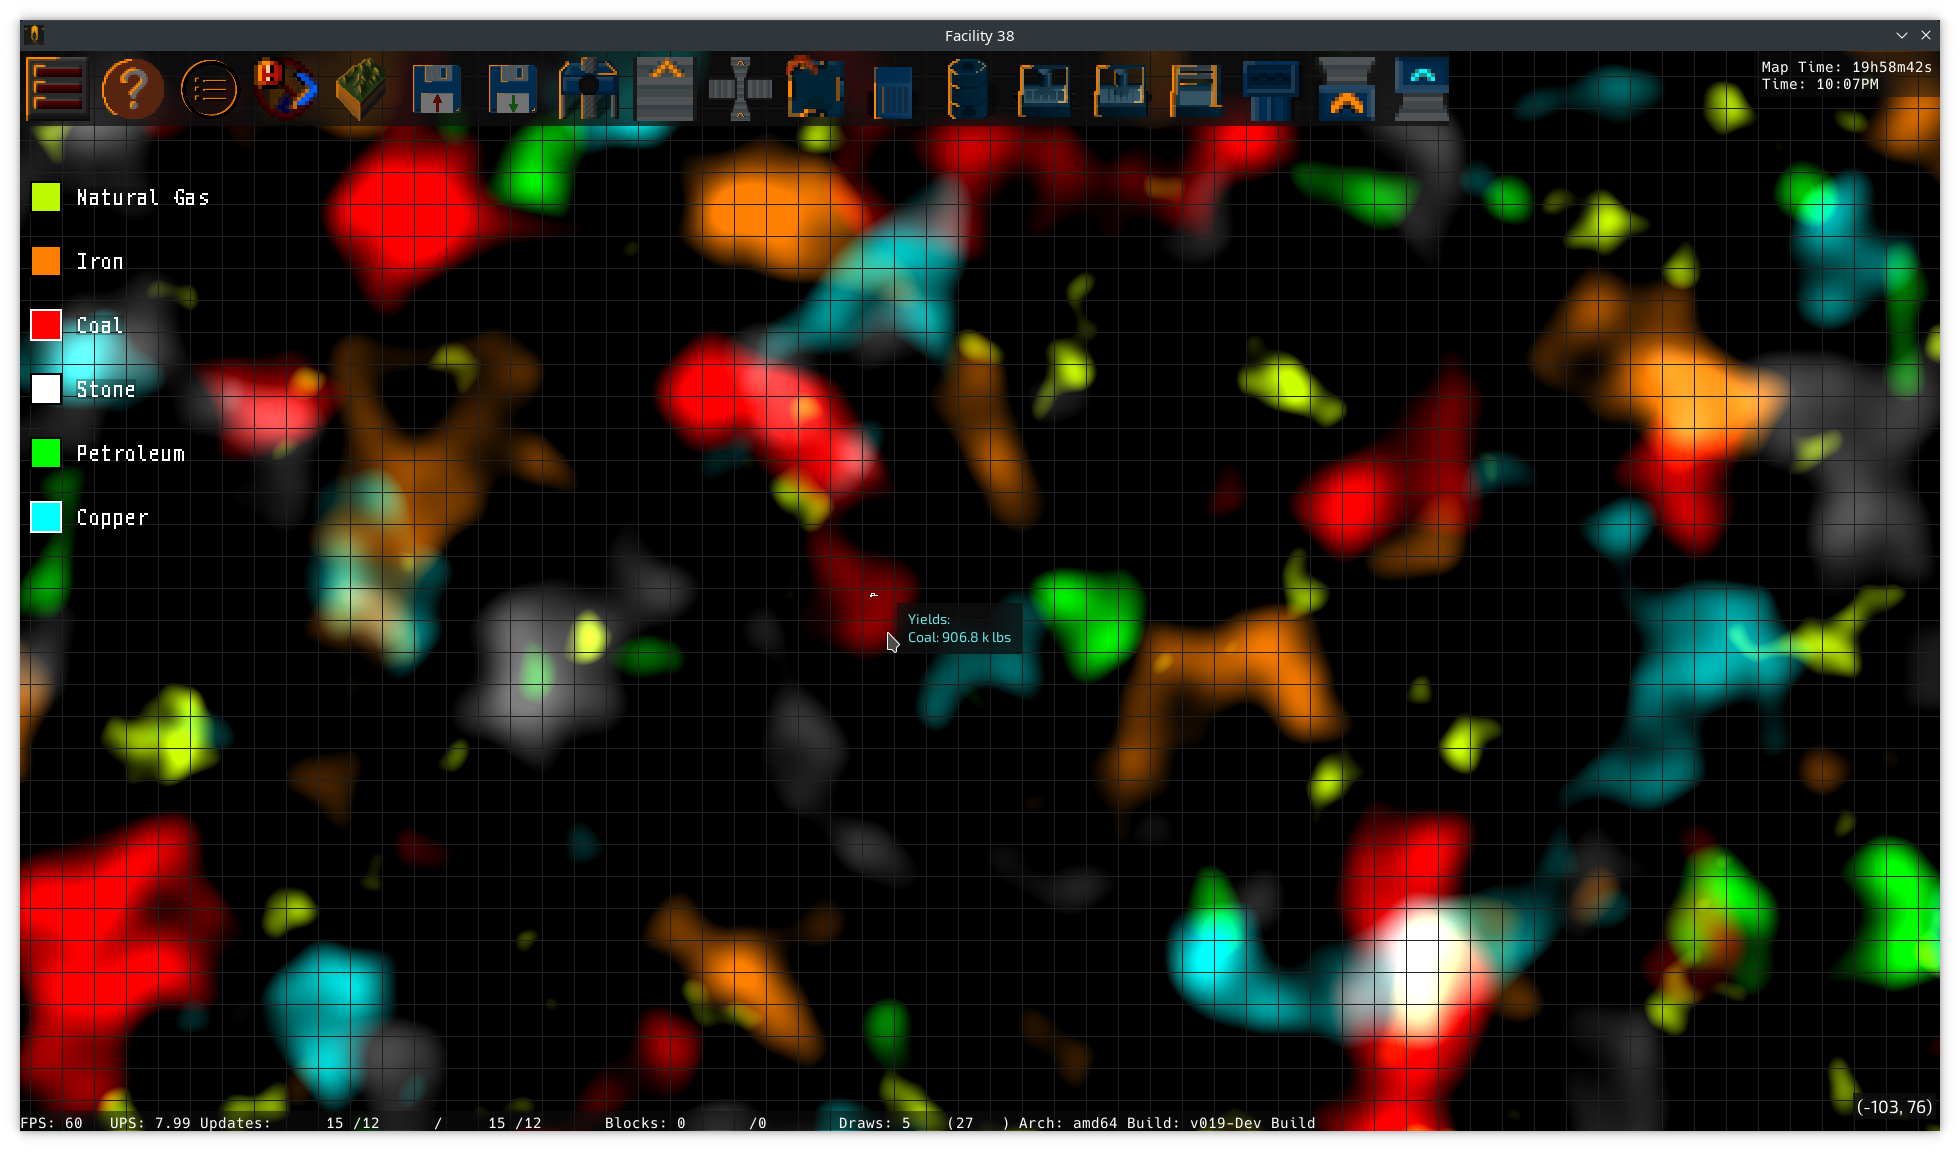 Facility 38
Map Time: 19h58m42s
Time: 10:07PM
Natural Gas
Iron
Coal
Stone
Petroleum
Copper
Yields:
Coal: 906.8 k lbs
(-103, 76)
FPS: 60 UPS: 7.99 Updates: 15 /12 / 15 /12 Blocks: 0 /0 Draws: 5 (27 ) Arch: amd64 Build: v019-Dev Build